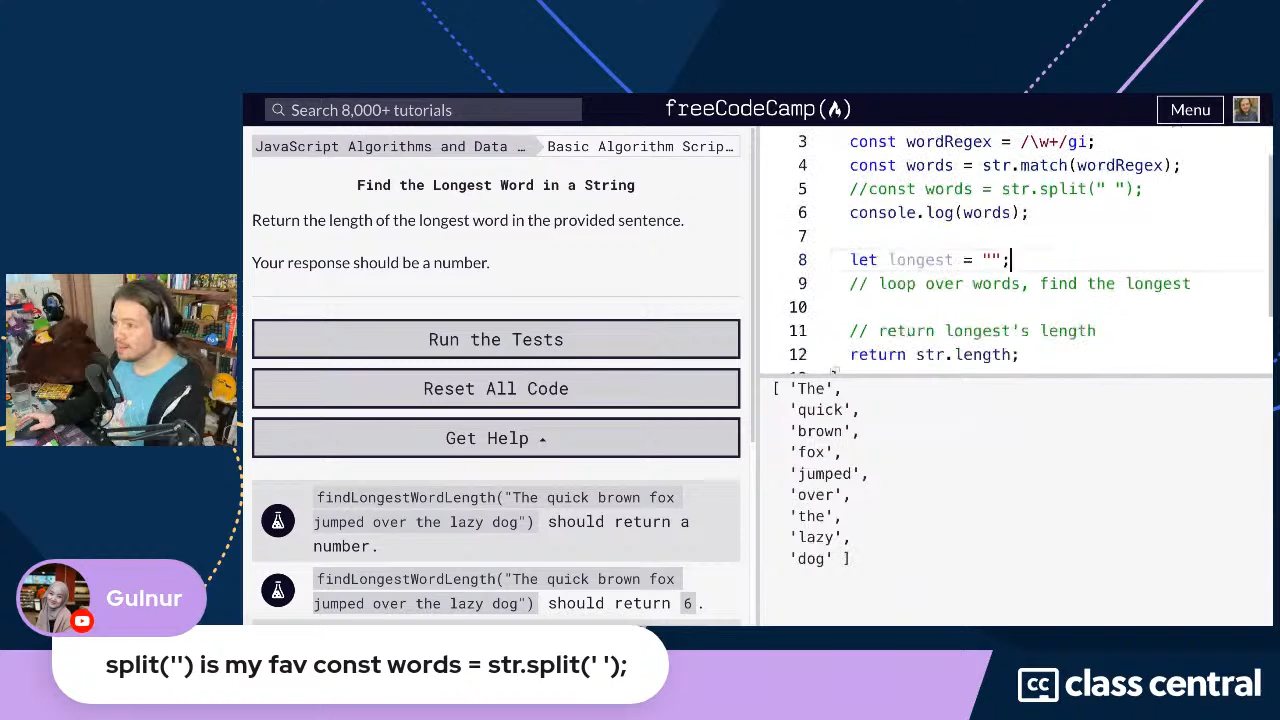 Search 8,000+ tutorials
freeCodeCamp
Menu
JavaScript Algorithms and Data …
Basic Algorithm Scrip…
Find the Longest Word in a String
Return the length of the longest word in the provided sentence.
Your response should be a number.
Run the Tests
Reset All Code
Get Help
findLongestWordLength("The quick brown fox
jumped over the lazy dog") should return a
number.
findLongestWordLength("The quick brown fox
jumped over the lazy dog") should return 6.
3 const wordRegex = /\w+/gi;
4 const words = str.match(wordRegex);
5 //const words = str.split(" ");
6 console.log(words);
7
8 let longest = "";
9 // loop over words, find the longest
10
11 // return longest's length
12 return str.length;
[ 'The',
'quick',
'brown',
'fox',
'jumped',
'over',
'the',
'lazy',
'dog' ]
Gulnur
split('') is my fav const words = str.split(' ');
cc class central